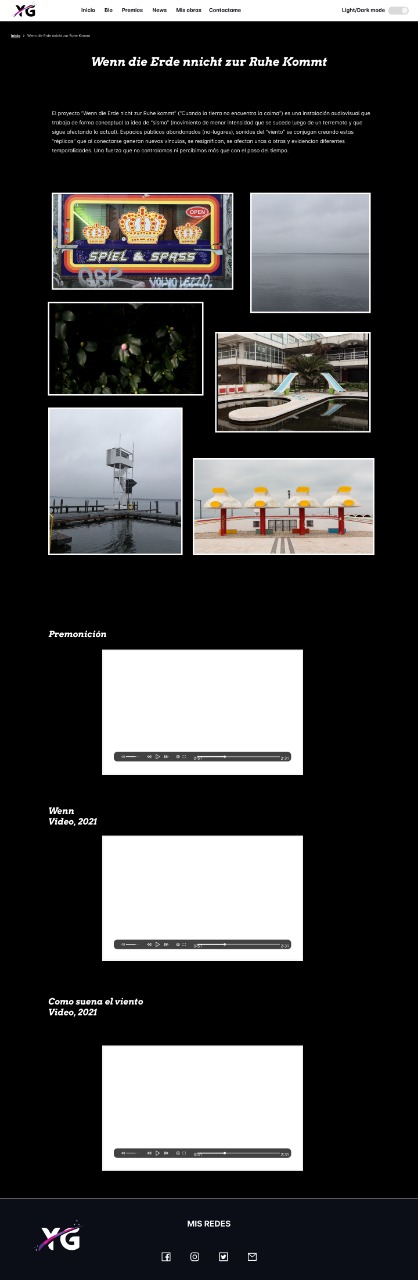 YG
Inicio Bio Premios News Mis obras Contactame Light/Dark mode
Inicio > Wenn die Erde nnicht zur Ruhe Kommt
Wenn die Erde nnicht zur Ruhe Kommt
El proyecto "Wenn die Erde nicht zur Ruhe kommt" ("Cuando la tierra no encuentra la calma") es una instalación audiovisual que
trabaja de forma conceptual la idea de "sismo" (movimiento de menor intensidad que se sucede luego de un terremoto y que
sigue afectando lo actual). Espacios públicos abandonados (no-lugares), sonidos del "viento" se conjugan creando estas
"réplicas" que al conectarse generan nuevos vínculos, se resignifican, se afectan unas a otras y evidencian diferentes
temporalidades. Una fuerza que no controlamos ni percibimos más que con el paso del tiempo.
OPEN
SPIEL & SPASS
Premonición
Wenn
Video, 2021
Como suena el viento
Video, 2021
YG
MIS REDES